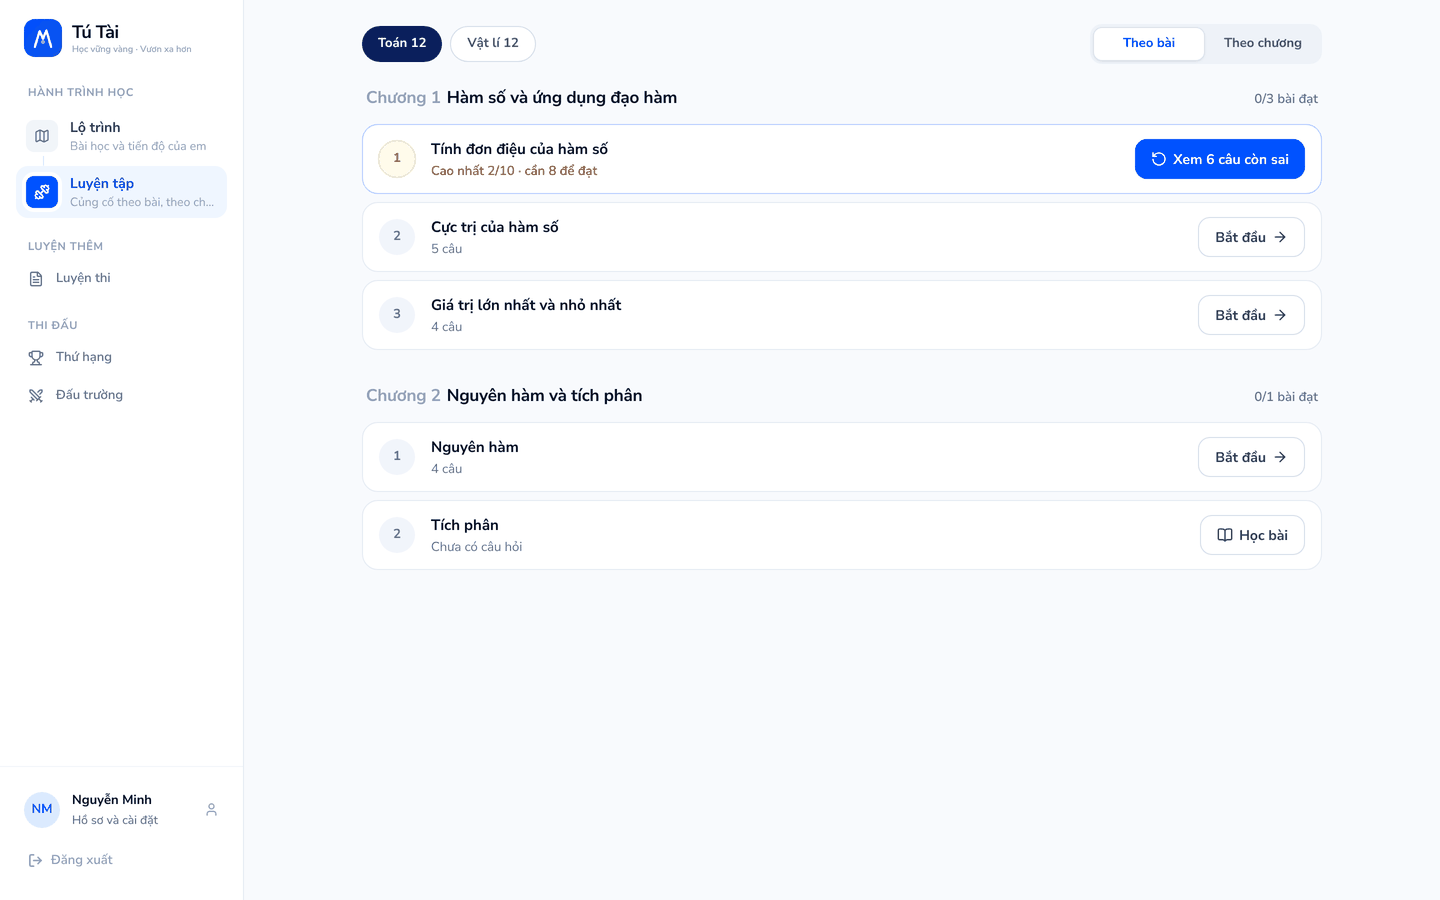 Tú Tài
Học vững vàng · Vươn xa hơn
HÀNH TRÌNH HỌC
Lộ trình
Bài học và tiến độ của em
Luyện tập
Củng cố theo bài, theo ch...
LUYỆN THÊM
Luyện thi
THI ĐẤU
Thứ hạng
Đấu trường
NM
Nguyễn Minh
Hồ sơ và cài đặt
Đăng xuất
Toán 12
Vật lí 12
Theo bài
Theo chương
Chương 1 Hàm số và ứng dụng đạo hàm
0/3 bài đạt
1
Tính đơn điệu của hàm số
Cao nhất 2/10 · cần 8 để đạt
Xem 6 câu còn sai
2
Cực trị của hàm số
5 câu
Bắt đầu
3
Giá trị lớn nhất và nhỏ nhất
4 câu
Bắt đầu
Chương 2 Nguyên hàm và tích phân
0/1 bài đạt
1
Nguyên hàm
4 câu
Bắt đầu
2
Tích phân
Chưa có câu hỏi
Học bài